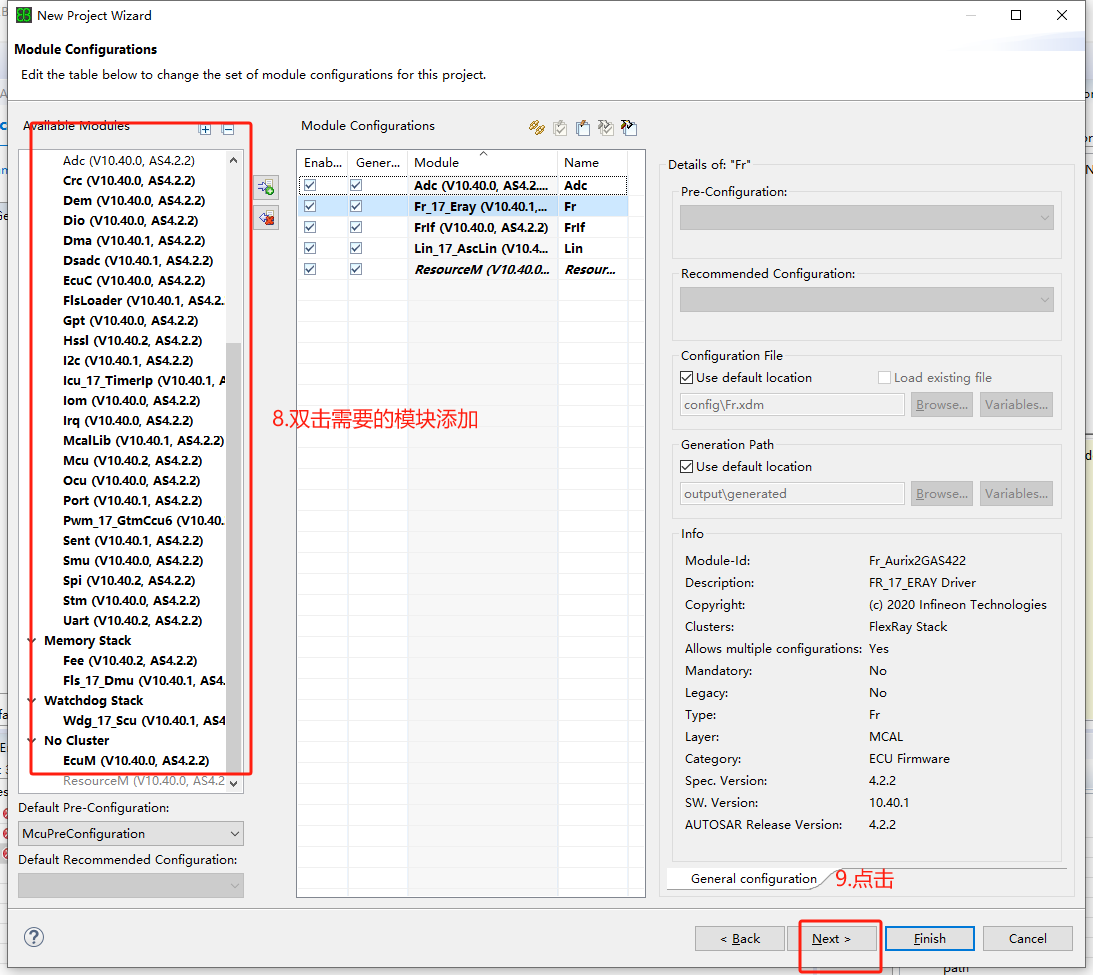 New Project Wizard
Module Configurations
Edit the table below to change the set of module configurations for this project.
Available Modules
Adc (V10.40.0, AS4.2.2)
Crc (V10.40.0, AS4.2.2)
Dem (V10.40.0, AS4.2.2)
Dio (V10.40.0, AS4.2.2)
Dma (V10.40.1, AS4.2.2)
Dsadc (V10.40.1, AS4.2.2)
EcuC (V10.40.0, AS4.2.2)
FlsLoader (V10.40.1, AS4.2.
Gpt (V10.40.0, AS4.2.2)
Hssl (V10.40.2, AS4.2.2)
I2c (V10.40.1, AS4.2.2)
Icu_17_TimerIp (V10.40.1, A
Iom (V10.40.0, AS4.2.2)
Irq (V10.40.0, AS4.2.2)
McalLib (V10.40.1, AS4.2.2)
Mcu (V10.40.2, AS4.2.2)
Ocu (V10.40.0, AS4.2.2)
Port (V10.40.1, AS4.2.2)
Pwm_17_GtmCcu6 (V10.40.
Sent (V10.40.1, AS4.2.2)
Smu (V10.40.0, AS4.2.2)
Spi (V10.40.2, AS4.2.2)
Stm (V10.40.0, AS4.2.2)
Uart (V10.40.2, AS4.2.2)
Memory Stack
Fee (V10.40.2, AS4.2.2)
Fls_17_Dmu (V10.40.1, AS4.
Watchdog Stack
Wdg_17_Scu (V10.40.1, AS4
No Cluster
EcuM (V10.40.0, AS4.2.2)
ResourceM (V10.40.0, AS4.2
Default Pre-Configuration:
McuPreConfiguration
Default Recommended Configuration:
Module Configurations
Enab... Gener... Module Name
Adc (V10.40.0, AS4.2.... Adc
Fr_17_Eray (V10.40.1,... Fr
FrIf (V10.40.0, AS4.2.2) FrIf
Lin_17_AscLin (V10.4... Lin
ResourceM (V10.40.0... Resour...
8.双击需要的模块添加
Details of: "Fr"
Pre-Configuration:
Recommended Configuration:
Configuration File
Use default location Load existing file
config\Fr.xdm Browse... Variables...
Generation Path
Use default location
output\generated Browse... Variables...
Info
Module-Id: Fr_Aurix2GAS422
Description: FR_17_ERAY Driver
Copyright: (c) 2020 Infineon Technologies
Clusters: FlexRay Stack
Allows multiple configurations: Yes
Mandatory: No
Legacy: No
Type: Fr
Layer: MCAL
Category: ECU Firmware
Spec. Version: 4.2.2
SW. Version: 10.40.1
AUTOSAR Release Version: 4.2.2
General configuration
9.点击
< Back Next > Finish Cancel
path